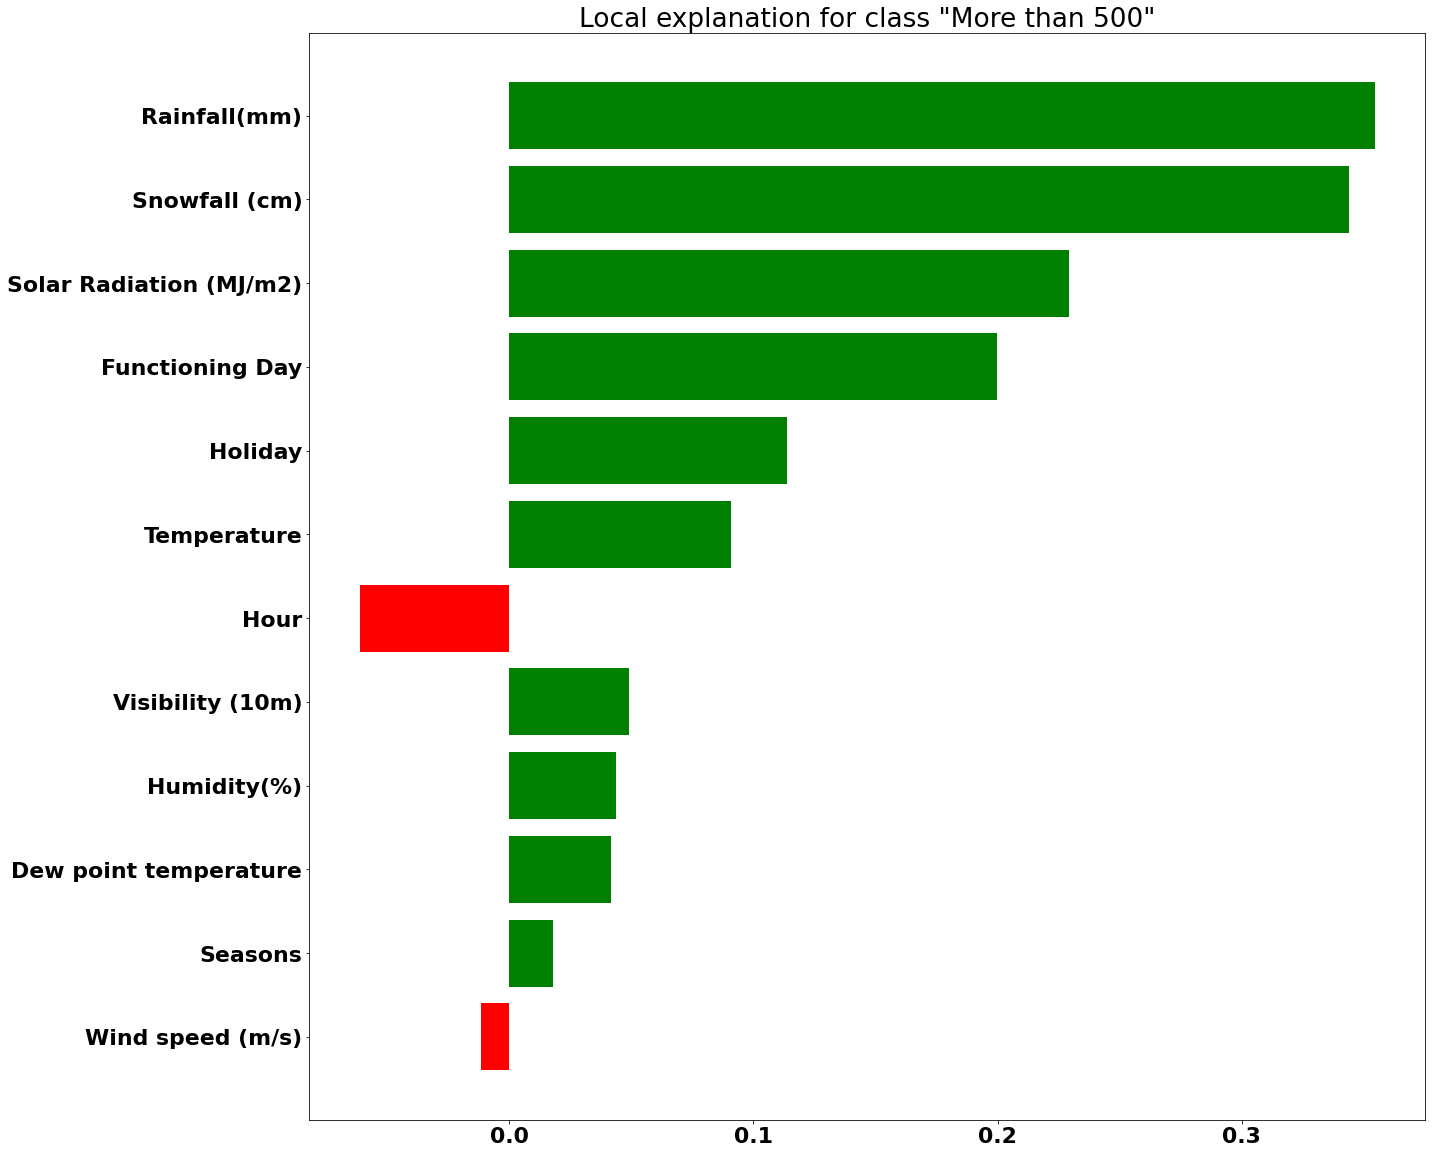 Local explanation for class "More than 500"
Rainfall(mm)
Snowfall (cm)
Solar Radiation (MJ/m2)
Functioning Day
Holiday
Temperature
Hour
Visibility (10m)
Humidity(%)
Dew point temperature
Seasons
Wind speed (m/s)
0.0 0.1 0.2 0.3